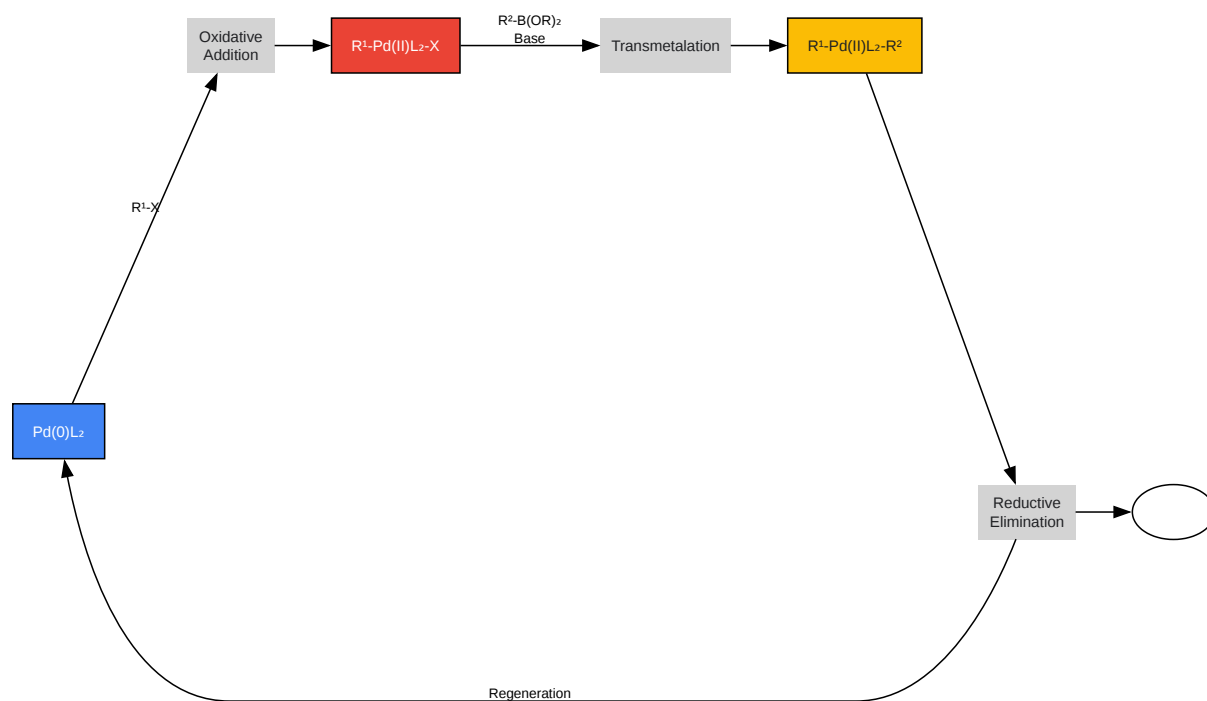 Oxidative
Addition
R¹-Pd(II)L₂-X
R²-B(OR)₂
Base
Transmetalation
R¹-Pd(II)L₂-R²
R¹-X
Pd(0)L₂
Reductive
Elimination
Regeneration